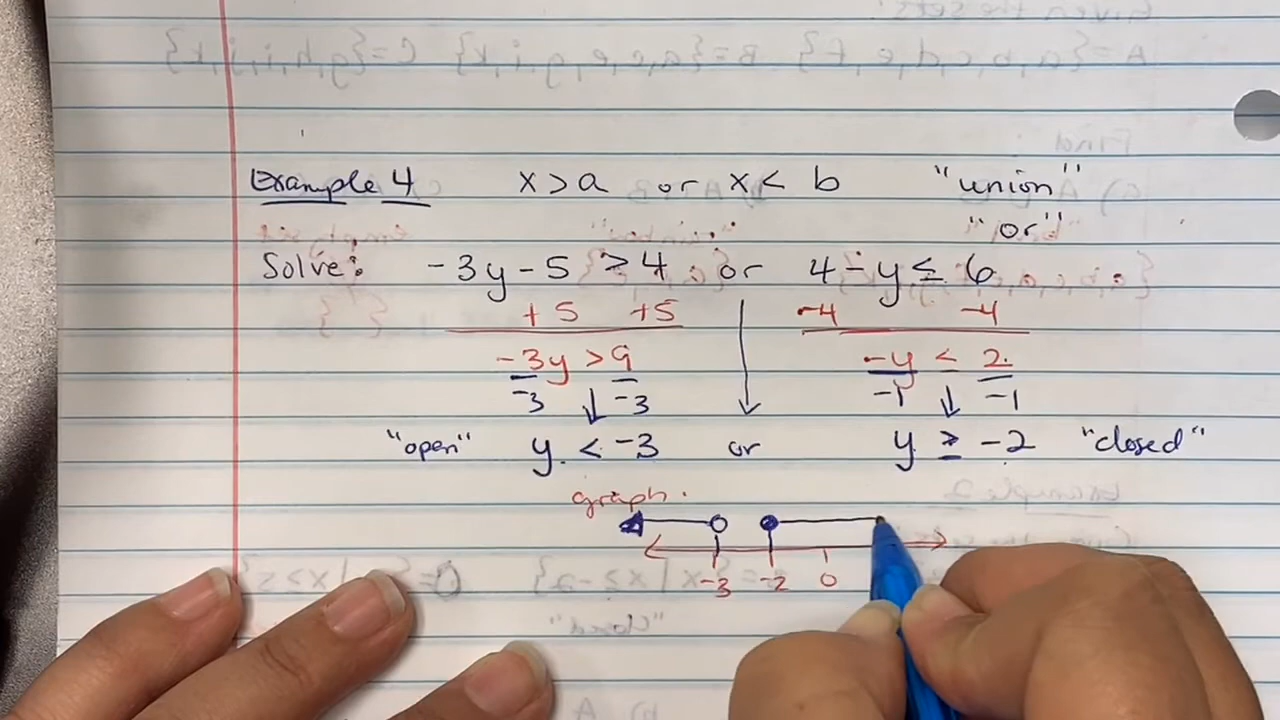 Example 4 x > a or x < b "union"
"or"
Solve: -3y - 5 > 4 or 4 - y ≤ 6
+5 +5 -4 -4
-3y > 9 -y < 2
-3 -3 -1 -1
"open" y < -3 or y ≥ -2 "closed"
graph.
-3 -2 0